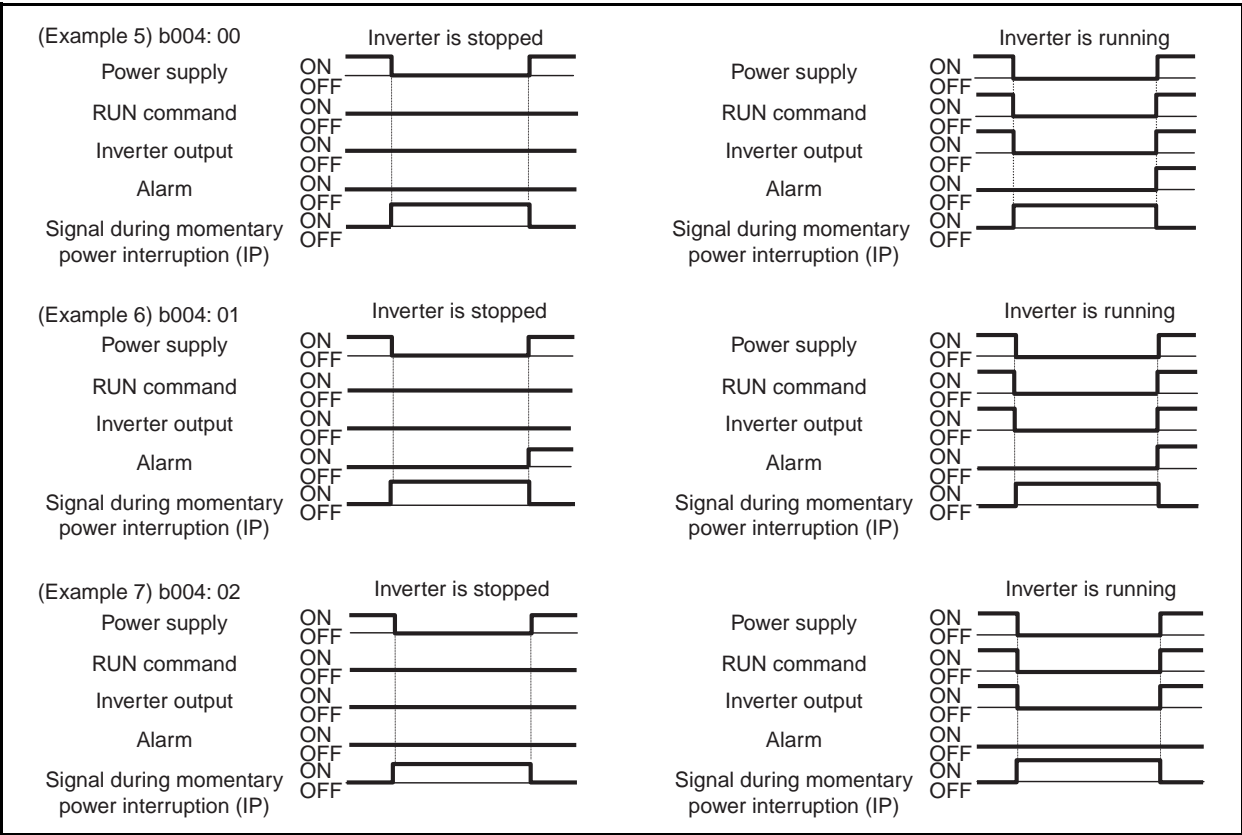 (Example 5) b004: 00
Inverter is stopped
Power supply ON OFF
RUN command ON OFF
Inverter output ON OFF
Alarm ON OFF
Signal during momentary power interruption (IP) ON OFF
Inverter is running
Power supply ON OFF
RUN command ON OFF
Inverter output ON OFF
Alarm ON OFF
Signal during momentary power interruption (IP) ON OFF
(Example 6) b004: 01
Inverter is stopped
Power supply ON OFF
RUN command ON OFF
Inverter output ON OFF
Alarm ON OFF
Signal during momentary power interruption (IP) ON OFF
Inverter is running
Power supply ON OFF
RUN command ON OFF
Inverter output ON OFF
Alarm ON OFF
Signal during momentary power interruption (IP) ON OFF
(Example 7) b004: 02
Inverter is stopped
Power supply ON OFF
RUN command ON OFF
Inverter output ON OFF
Alarm ON OFF
Signal during momentary power interruption (IP) ON OFF
Inverter is running
Power supply ON OFF
RUN command ON OFF
Inverter output ON OFF
Alarm ON OFF
Signal during momentary power interruption (IP) ON OFF